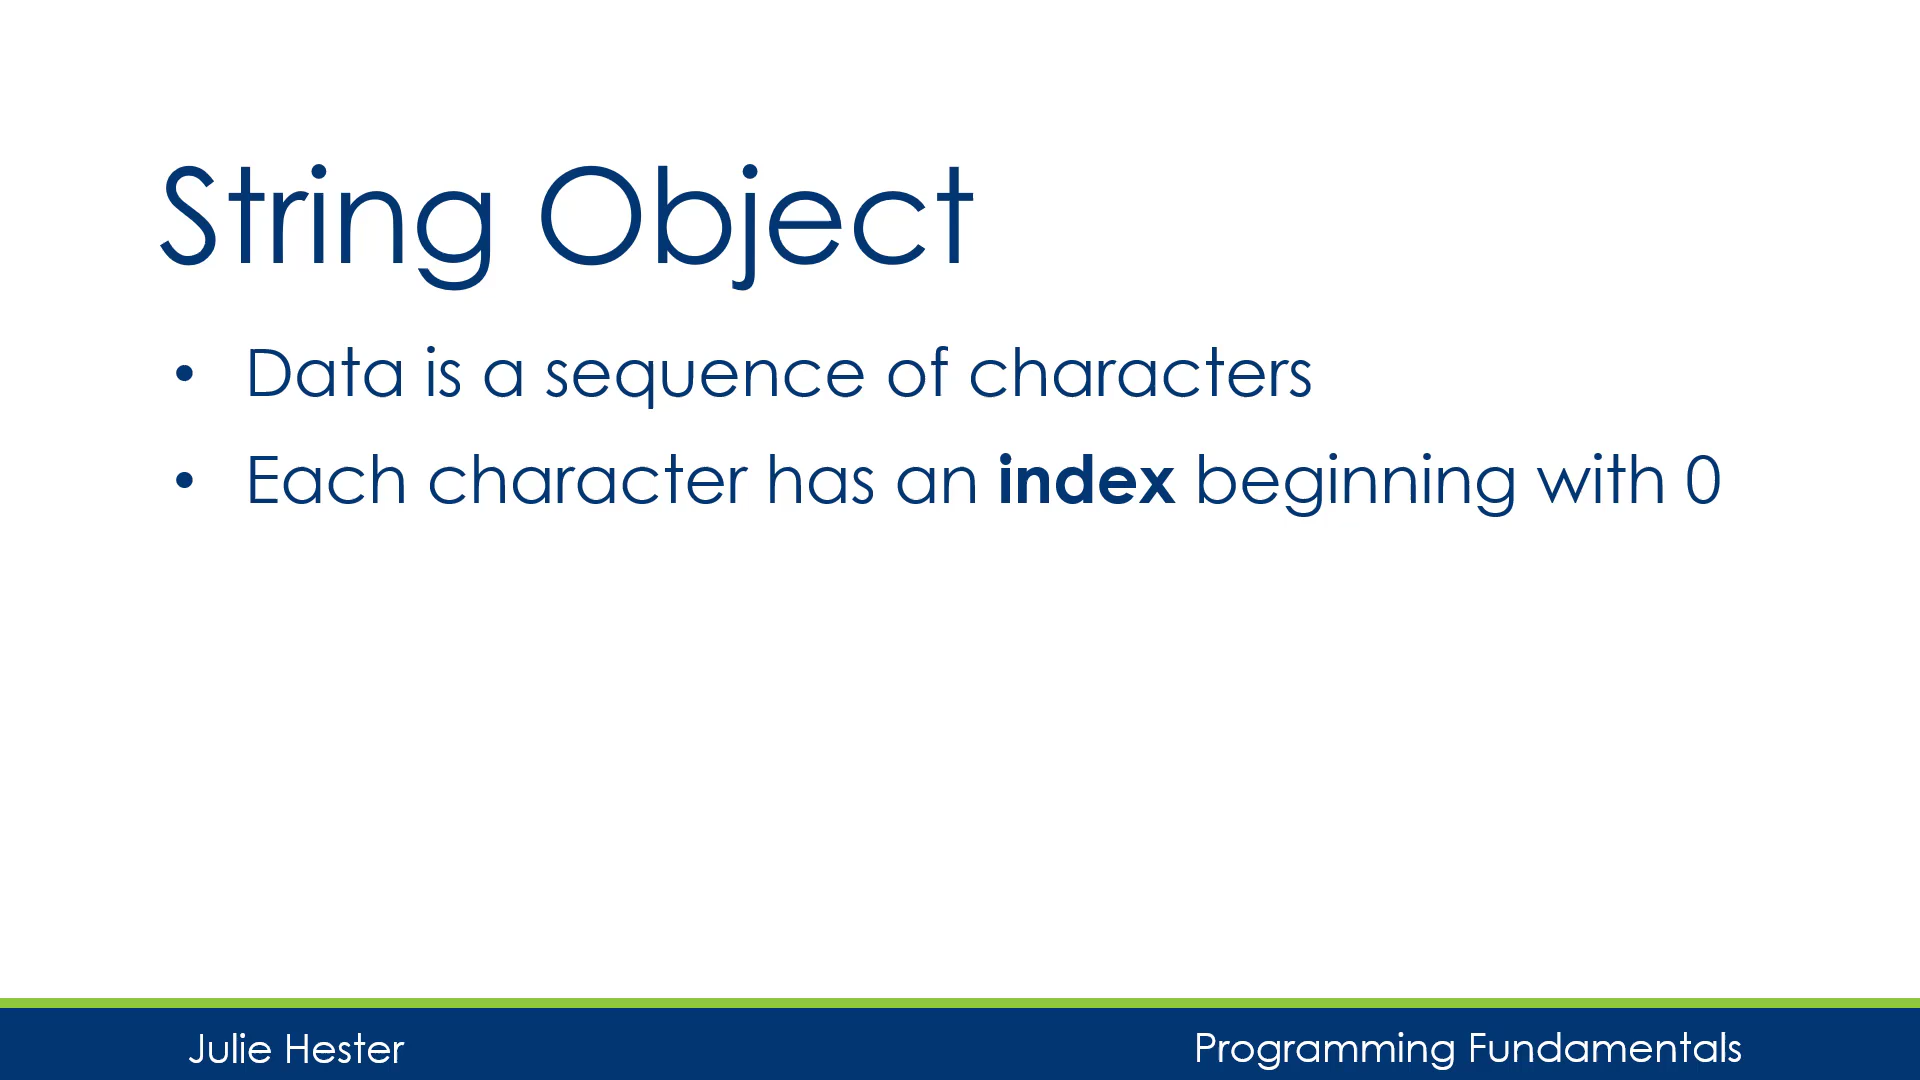 String Object
• Data is a sequence of characters
• Each character has an index beginning with 0
Julie Hester
Programming Fundamentals